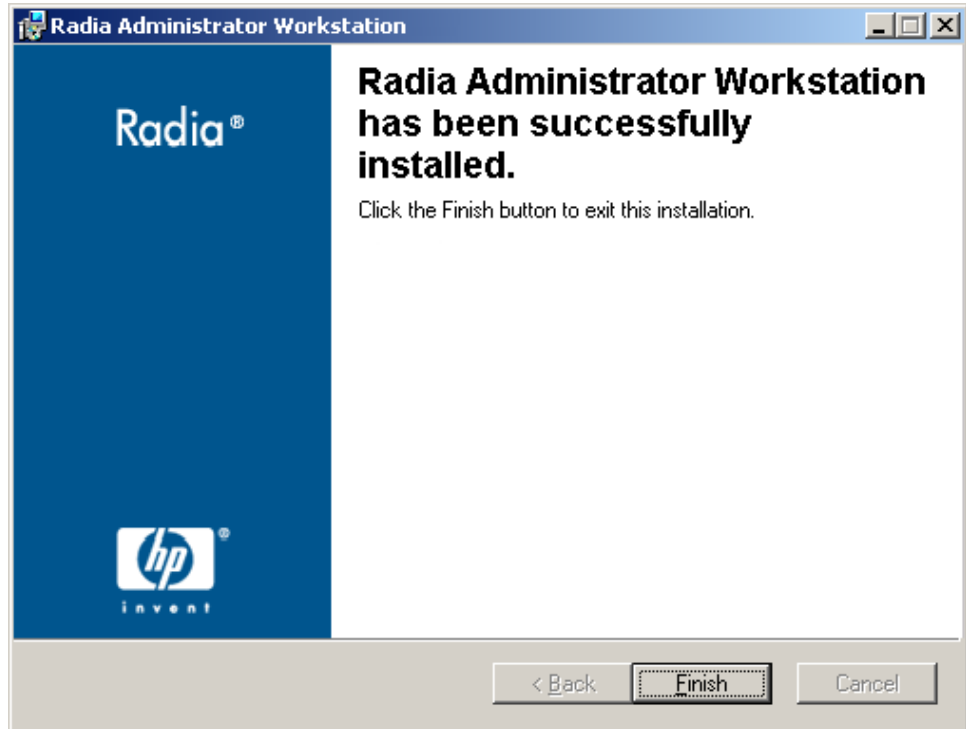 Radia Administrator Workstation
Radia®
Radia Administrator Workstation
has been successfully
installed.
Click the Finish button to exit this installation.
hp®
invent
< Back
Finish
Cancel